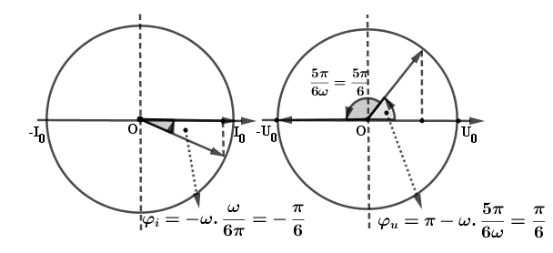 5π/6ω = 5π/6
-I₀ O I₀ -U₀ O U₀
φᵢ = -ω. ω/6π = - π/6
φᵤ = π - ω. 5π/6ω = π/6